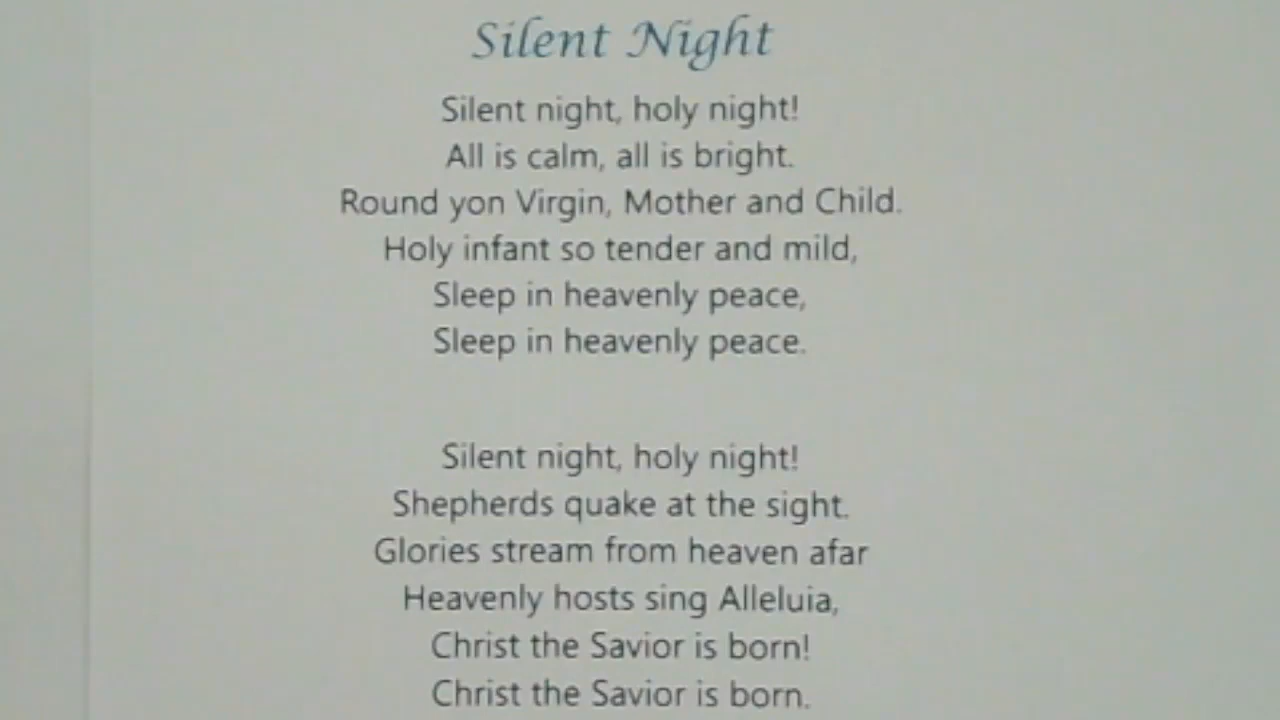 Silent Night
Silent night, holy night!
All is calm, all is bright.
Round yon Virgin, Mother and Child.
Holy infant so tender and mild,
Sleep in heavenly peace,
Sleep in heavenly peace.
Silent night, holy night!
Shepherds quake at the sight.
Glories stream from heaven afar
Heavenly hosts sing Alleluia,
Christ the Savior is born!
Christ the Savior is born.